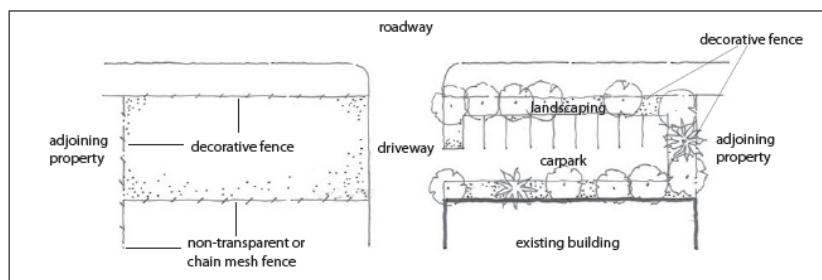 roadway
decorative fence
landscaping
adjoining
property
decorative fence
driveway
carpark
adjoining
property
non-transparent or
chain mesh fence
existing building